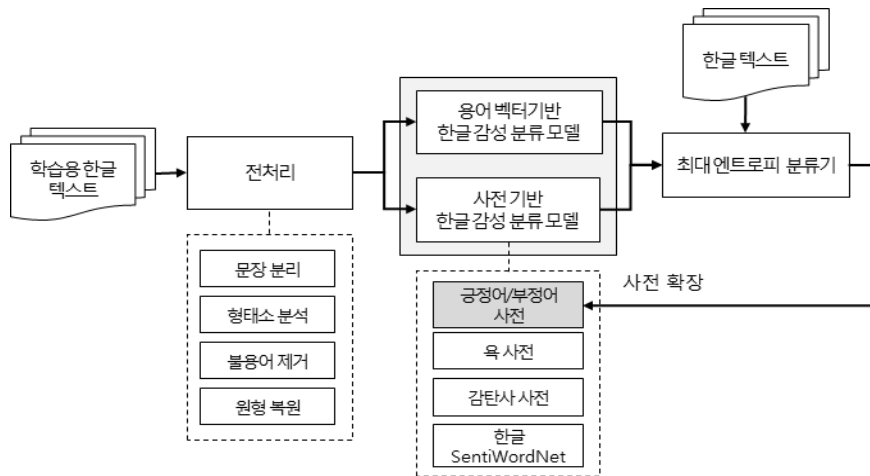 한글 텍스트
용어 벡터기반
한글 감성 분류 모델
학습용 한글
텍스트
전처리
최대 엔트로피 분류기
사전 기반
한글 감성 분류 모델
문장 분리
형태소 분석
불용어 제거
원형 복원
긍정어/부정어
사전
사전 확장
욕 사전
감탄사 사전
한글
SentiWordNet